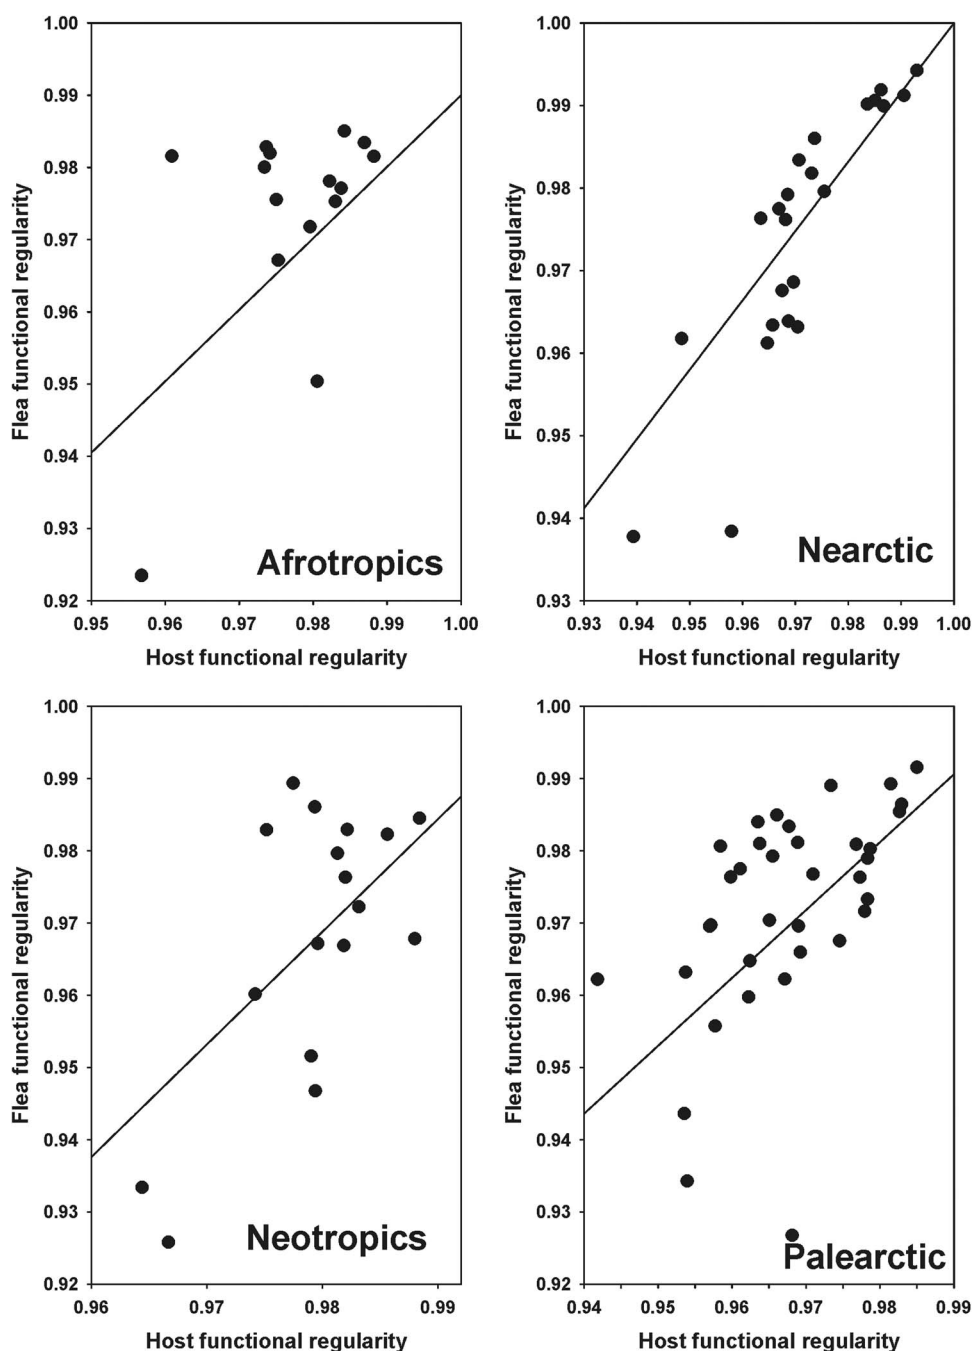 1.00
0.99
0.98
0.97
0.96
0.95
0.94
0.93
0.92
Flea functional regularity
Afrotropics
0.95 0.96 0.97 0.98 0.99 1.00
Host functional regularity
1.00
0.99
0.98
0.97
0.96
0.95
0.94
0.93
Flea functional regularity
Nearctic
0.93 0.94 0.95 0.96 0.97 0.98 0.99 1.00
Host functional regularity
1.00
0.99
0.98
0.97
0.96
0.95
0.94
0.93
0.92
Flea functional regularity
Neotropics
0.96 0.97 0.98 0.99
Host functional regularity
1.00
0.99
0.98
0.97
0.96
0.95
0.94
0.93
0.92
Flea functional regularity
Palearctic
0.94 0.96 0.97 0.98 0.99
Host functional regularity